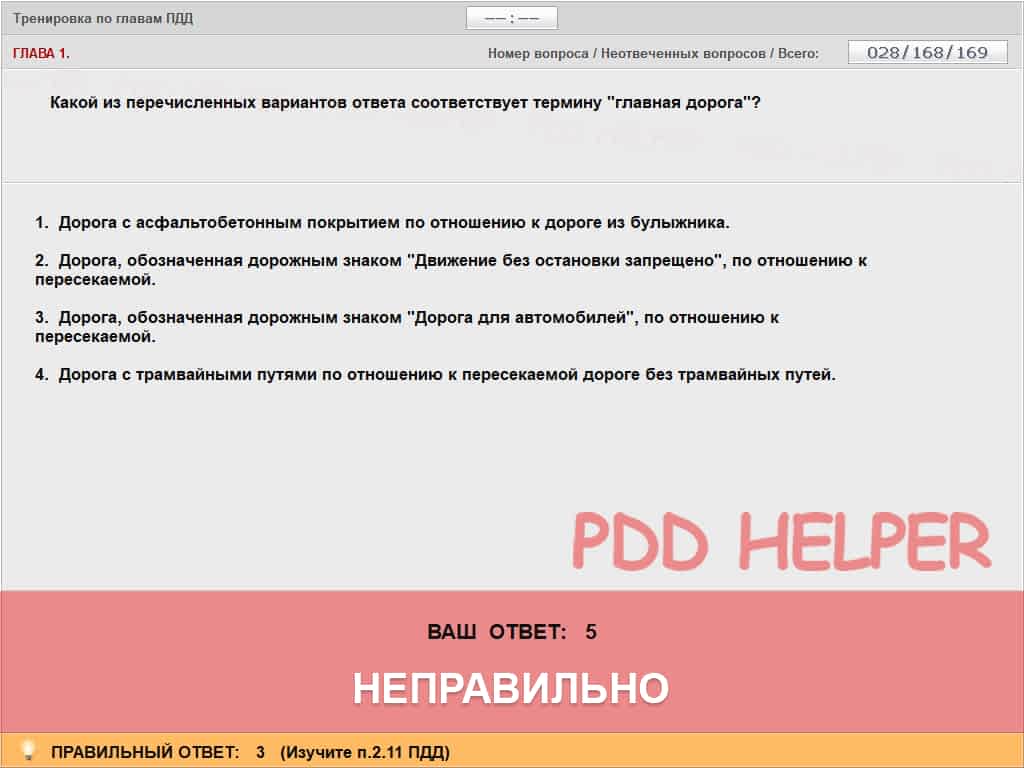 Тренировка по главам ПДД
—— : ——
ГЛАВА 1.
Номер вопроса / Неотвеченных вопросов / Всего:
028/168/169
Какой из перечисленных вариантов ответа соответствует термину "главная дорога"?
1. Дорога с асфальтобетонным покрытием по отношению к дороге из булыжника.
2. Дорога, обозначенная дорожным знаком "Движение без остановки запрещено", по отношению к
пересекаемой.
3. Дорога, обозначенная дорожным знаком "Дорога для автомобилей", по отношению к
пересекаемой.
4. Дорога с трамвайными путями по отношению к пересекаемой дороге без трамвайных путей.
PDD HELPER
ВАШ ОТВЕТ: 5
НЕПРАВИЛЬНО
ПРАВИЛЬНЫЙ ОТВЕТ: 3 (Изучите п.2.11 ПДД)